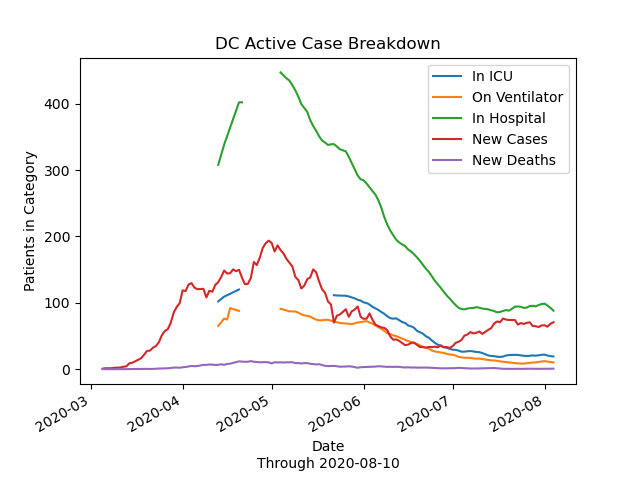 DC Active Case Breakdown
In ICU
On Ventilator
In Hospital
New Cases
New Deaths
Patients in Category
400
300
200
100
0
2020-03
2020-04
2020-05
2020-06
2020-07
2020-08
Date
Through 2020-08-10